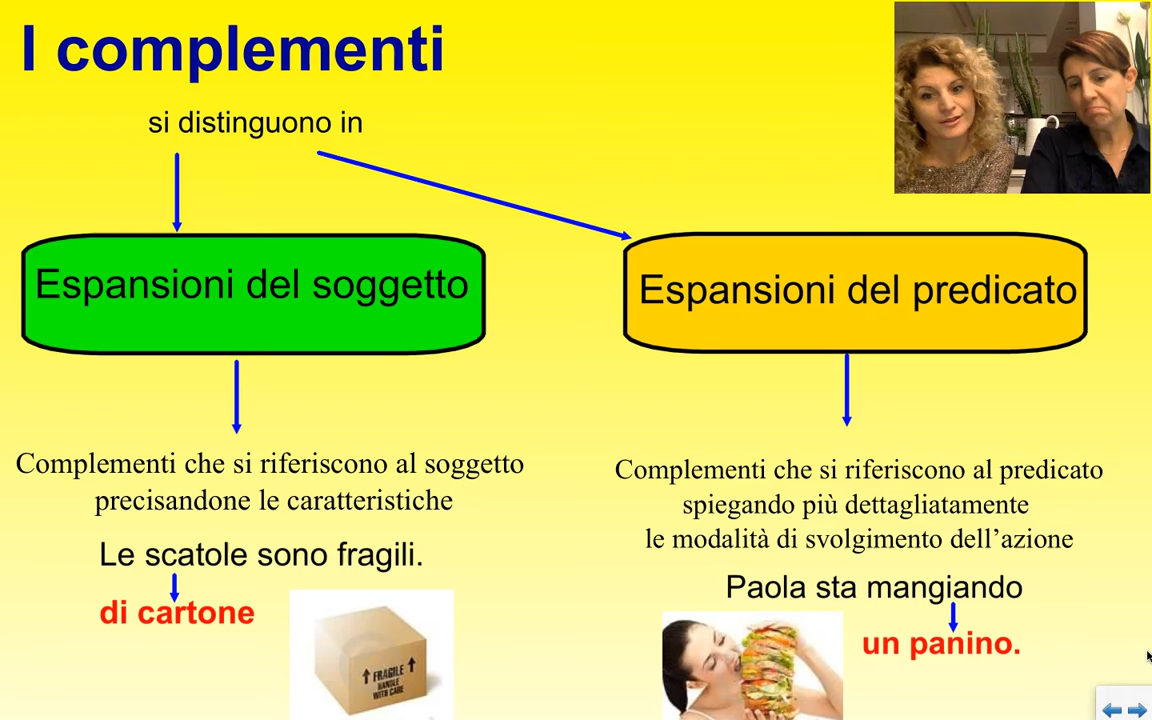 I complementi
si distinguono in
Espansioni del soggetto
Espansioni del predicato
Complementi che si riferiscono al soggetto
precisandone le caratteristiche
Le scatole sono fragili.
di cartone
FRAGILE
HANDLE
WITH CARE
Complementi che si riferiscono al predicato
spiegando più dettagliatamente
le modalità di svolgimento dell’azione
Paola sta mangiando
un panino.